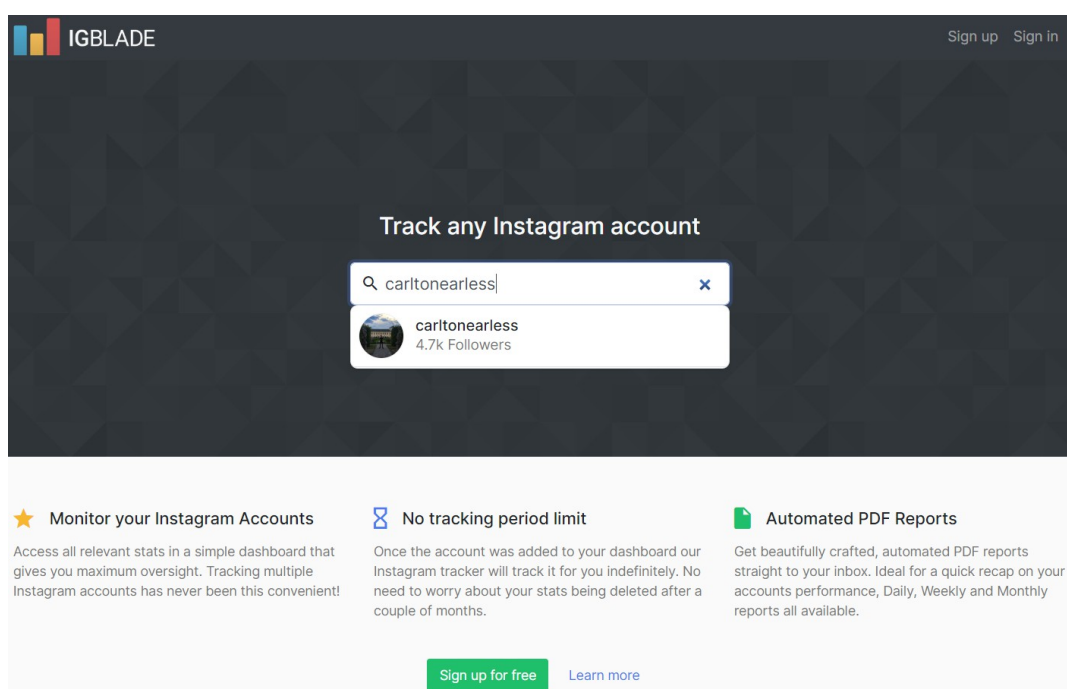 IGBLADE
Sign up Sign in
Track any Instagram account
carltonearless
carltonearless
4.7k Followers
Monitor your Instagram Accounts
Access all relevant stats in a simple dashboard that
gives you maximum oversight. Tracking multiple
Instagram accounts has never been this convenient!
No tracking period limit
Once the account was added to your dashboard our
Instagram tracker will track it for you indefinitely. No
need to worry about your stats being deleted after a
couple of months.
Automated PDF Reports
Get beautifully crafted, automated PDF reports
straight to your inbox. Ideal for a quick recap on your
accounts performance, Daily, Weekly and Monthly
reports all available.
Sign up for free
Learn more